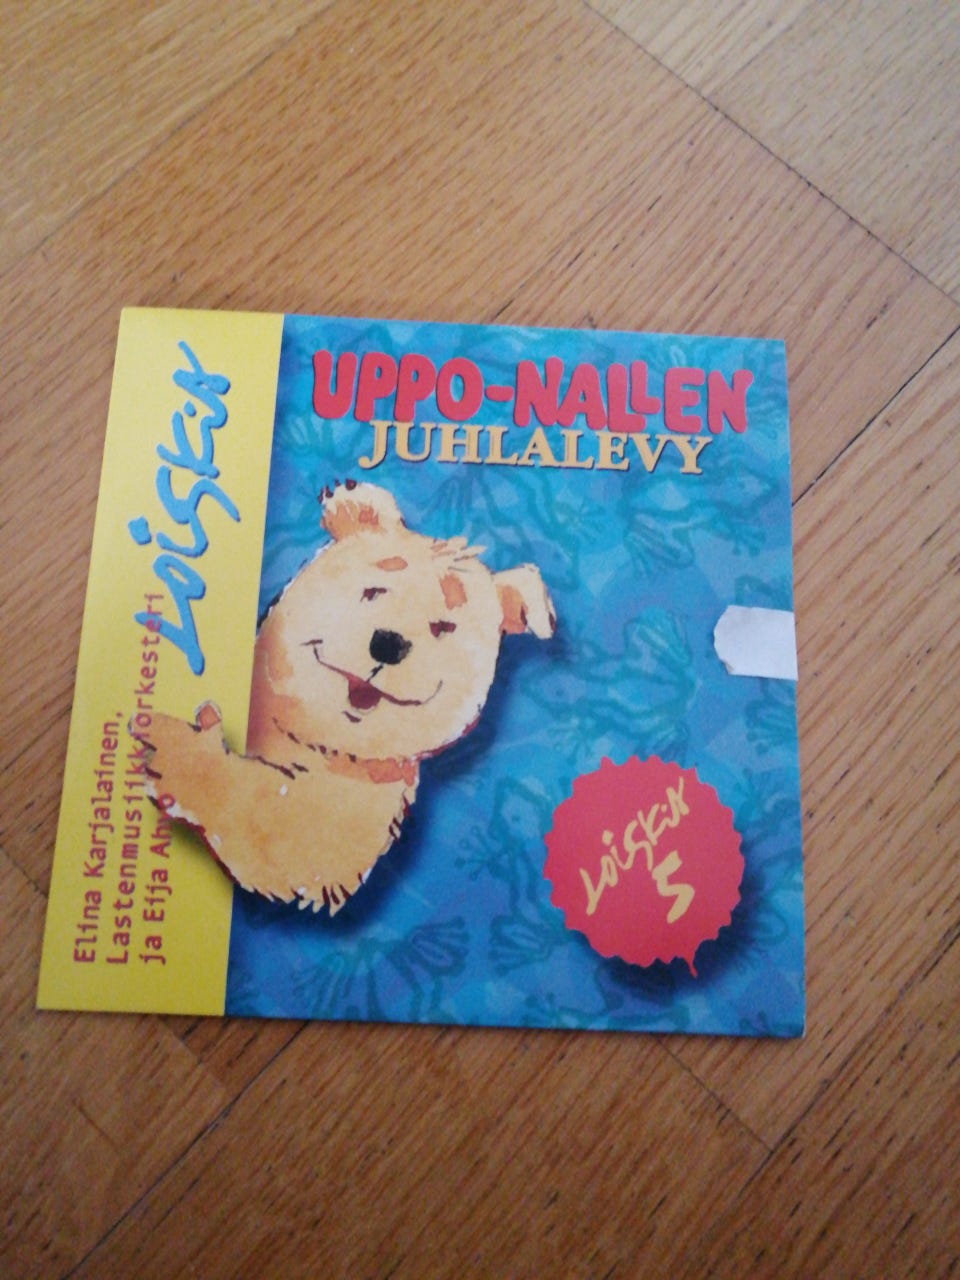 UPPO-NALLEN
JUHLALEVY
Loiskis
Elina Karjalainen,
Lastenmusiikkiorkesteri
ja Eija Ahvo
Loiskis
5